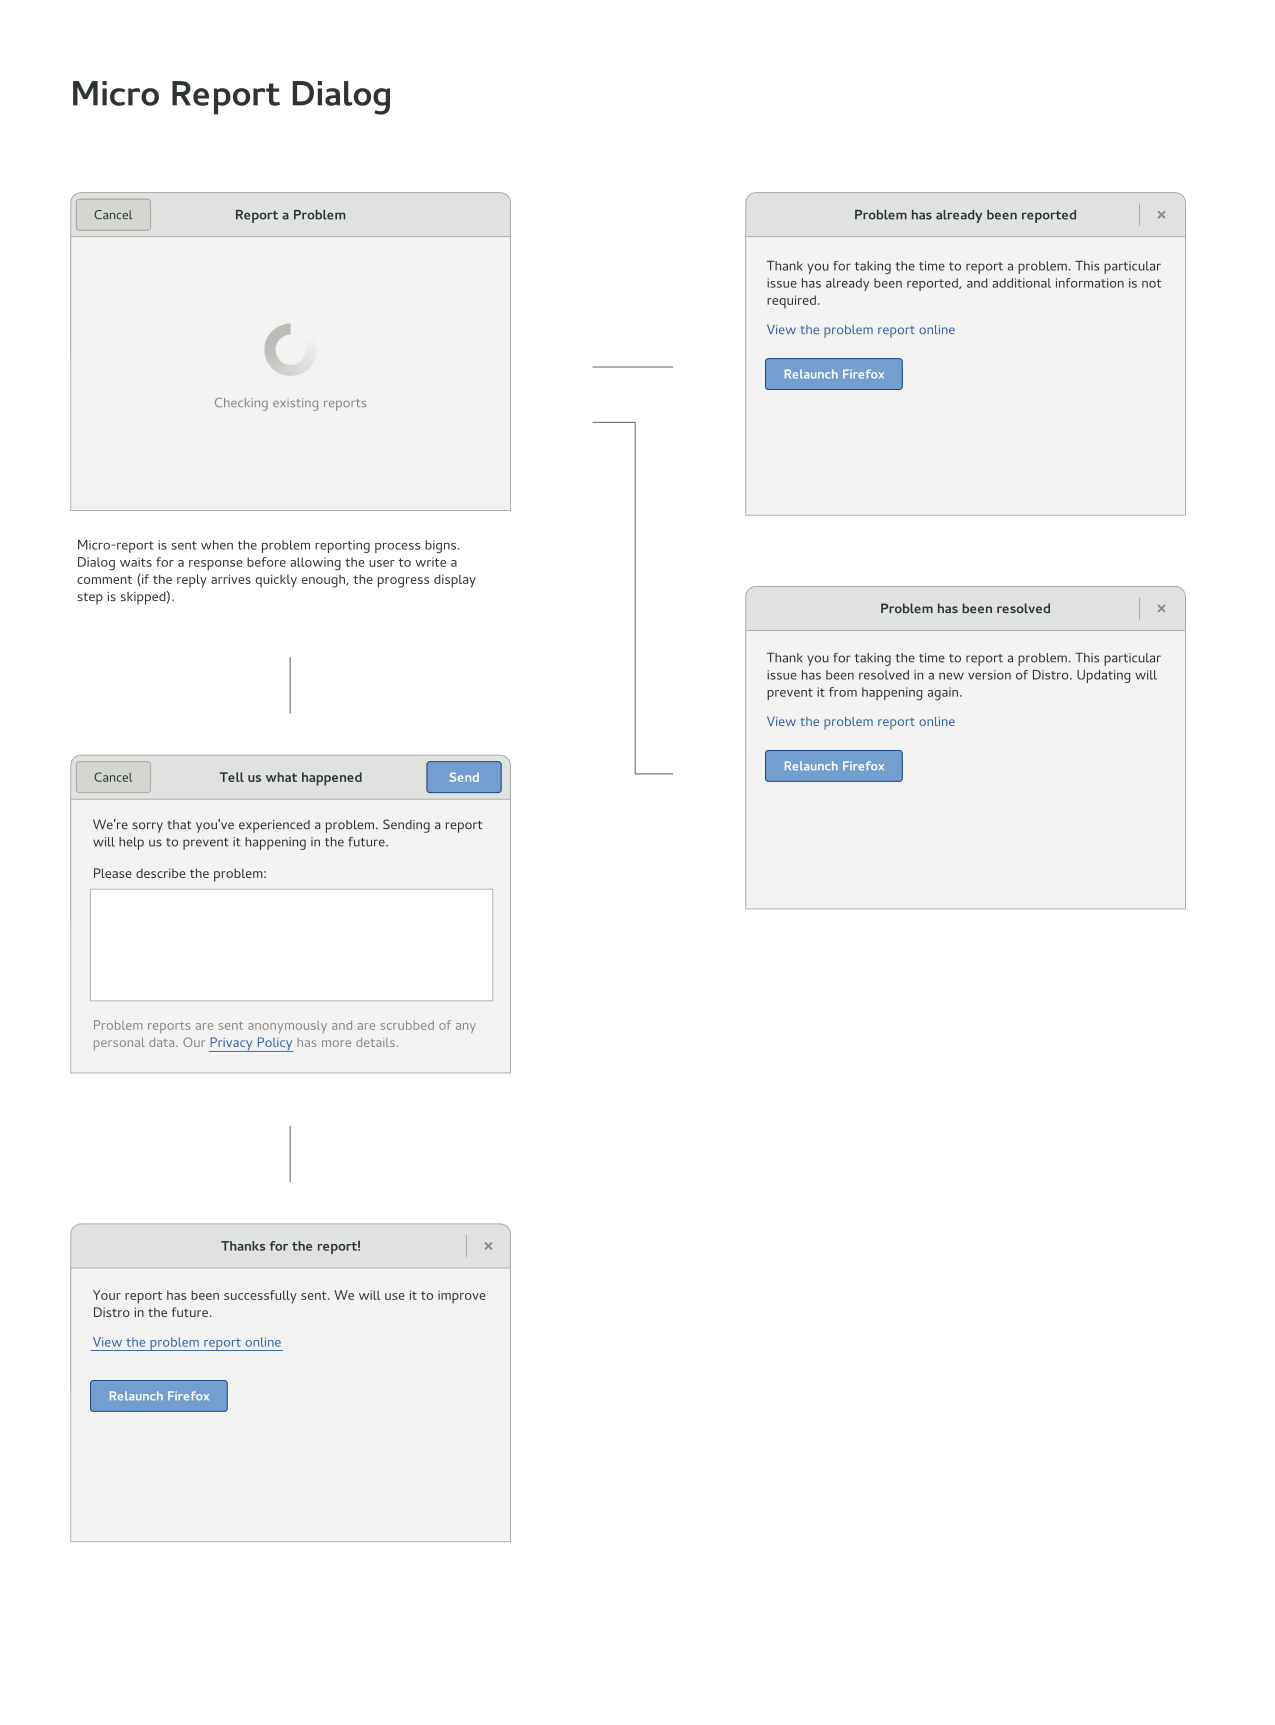 Micro Report Dialog
Cancel
Report a Problem
Checking existing reports
Micro-report is sent when the problem reporting process bigns.
Dialog waits for a response before allowing the user to write a
comment (if the reply arrives quickly enough, the progress display
step is skipped).
Cancel
Tell us what happened
Send
We're sorry that you've experienced a problem. Sending a report
will help us to prevent it happening in the future.
Please describe the problem:
Problem reports are sent anonymously and are scrubbed of any
personal data. Our Privacy Policy has more details.
Thanks for the report!
Your report has been successfully sent. We will use it to improve
Distro in the future.
View the problem report online
Relaunch Firefox
Problem has already been reported
Thank you for taking the time to report a problem. This particular
issue has already been reported, and additional information is not
required.
View the problem report online
Relaunch Firefox
Problem has been resolved
Thank you for taking the time to report a problem. This particular
issue has been resolved in a new version of Distro. Updating will
prevent it from happening again.
View the problem report online
Relaunch Firefox